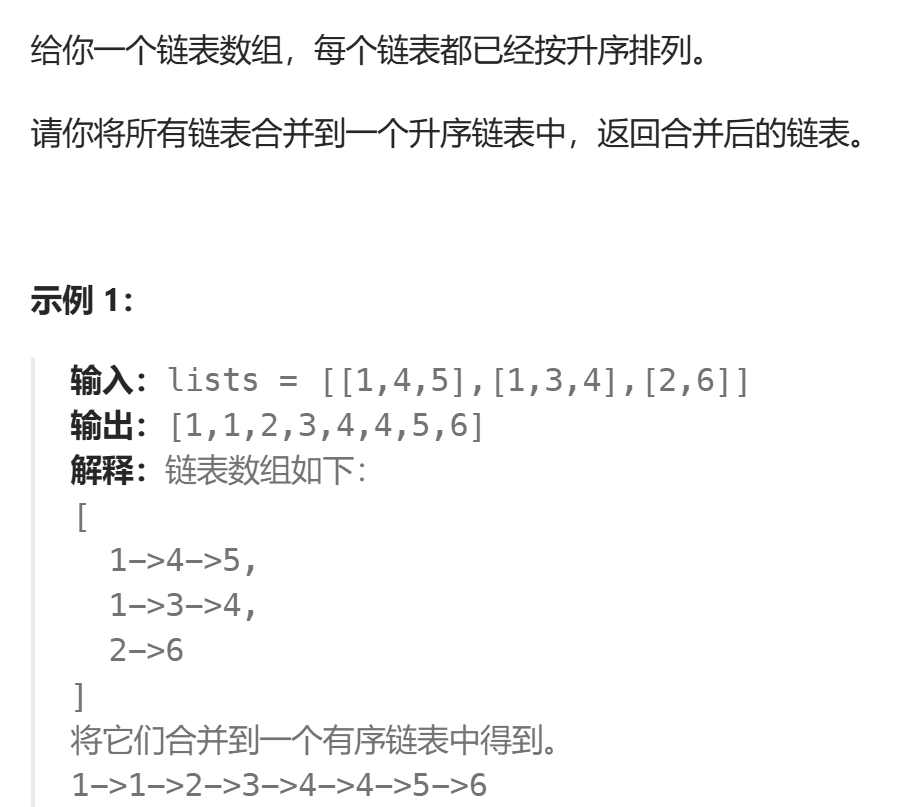 给你一个链表数组，每个链表都已经按升序排列。
请你将所有链表合并到一个升序链表中，返回合并后的链表。
示例 1：
输入：lists = [[1,4,5],[1,3,4],[2,6]]
输出：[1,1,2,3,4,4,5,6]
解释：链表数组如下：
[
  1->4->5,
  1->3->4,
  2->6
]
将它们合并到一个有序链表中得到。
1->1->2->3->4->4->5->6